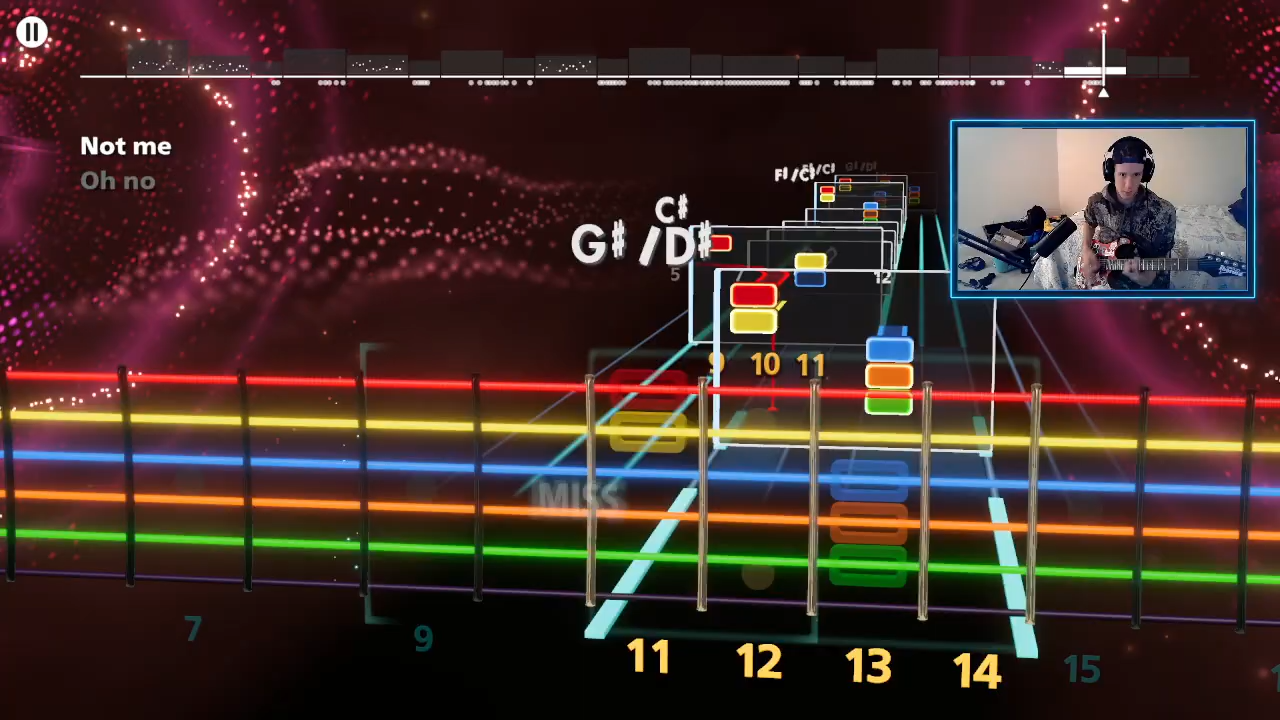 Not me
Oh no
F♯/C♯
G♯/D♯
C♯
G♯ /D♯
5
12
9 10 11
MISS
7 9 11 12 13 14 15